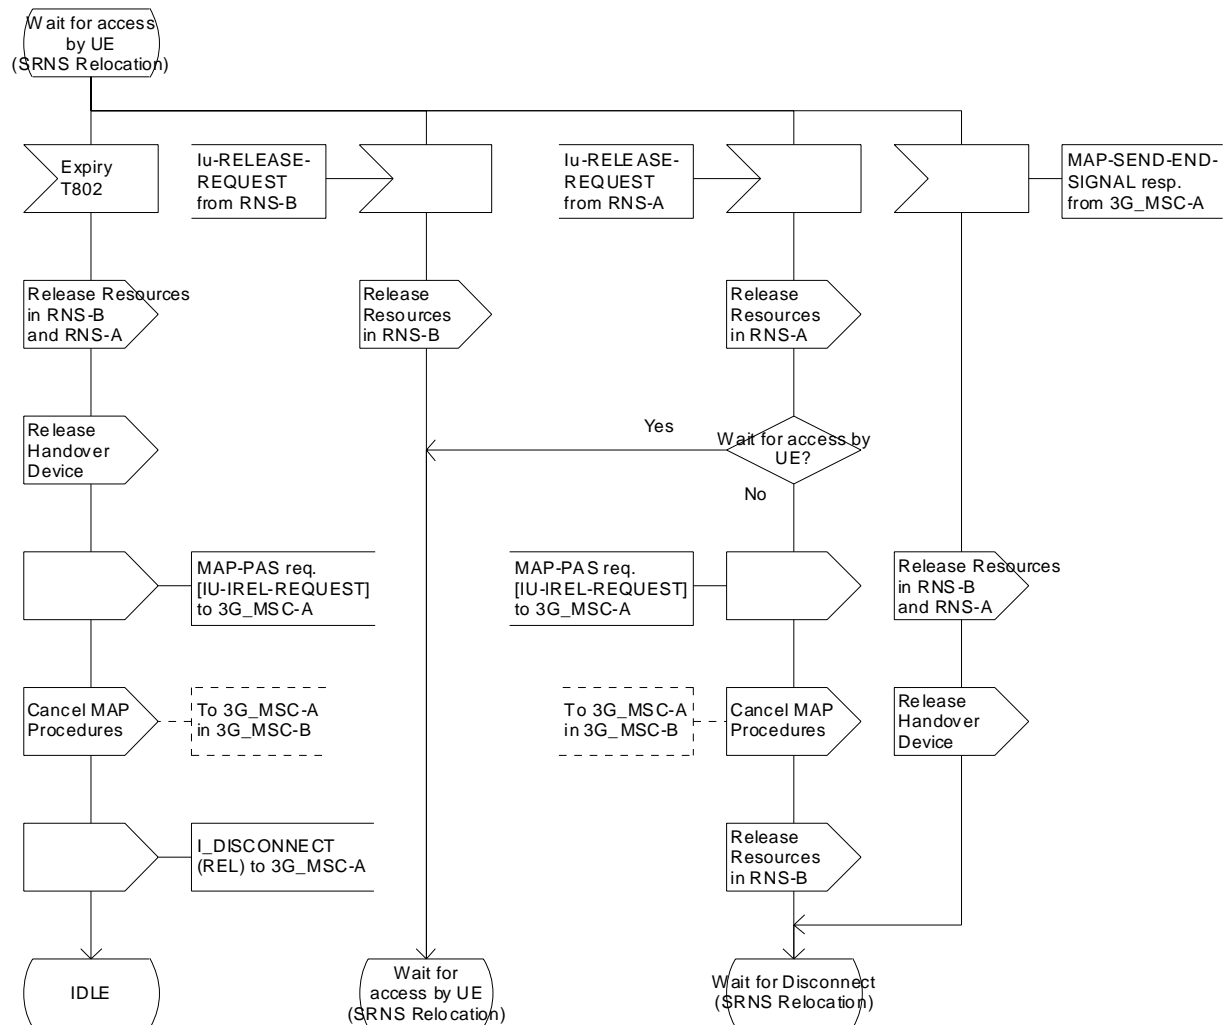 Wait for access
by UE
(SRNS Relocation)
Expiry
T802
Iu-RELEASE-
REQUEST
from RNS-B
Iu-RELEASE-
REQUEST
from RNS-A
MAP-SEND-END-
SIGNAL resp.
from 3G_MSC-A
Release Resources
in RNS-B
and RNS-A
Release
Resources
in RNS-B
Release
Resources
in RNS-A
Release
Handover
Device
Yes
Wait for access by
UE?
No
MAP-PAS req.
[IU-IREL-REQUEST]
to 3G_MSC-A
MAP-PAS req.
[IU-IREL-REQUEST]
to 3G_MSC-A
Release Resources
in RNS-B
and RNS-A
Cancel MAP
Procedures
To 3G_MSC-A
in 3G_MSC-B
To 3G_MSC-A
in 3G_MSC-B
Cancel MAP
Procedures
Release
Handover
Device
I_DISCONNECT
(REL) to 3G_MSC-A
Release
Resources
in RNS-B
IDLE
Wait for
access by UE
(SRNS Relocation)
Wait for Disconnect
(SRNS Relocation)